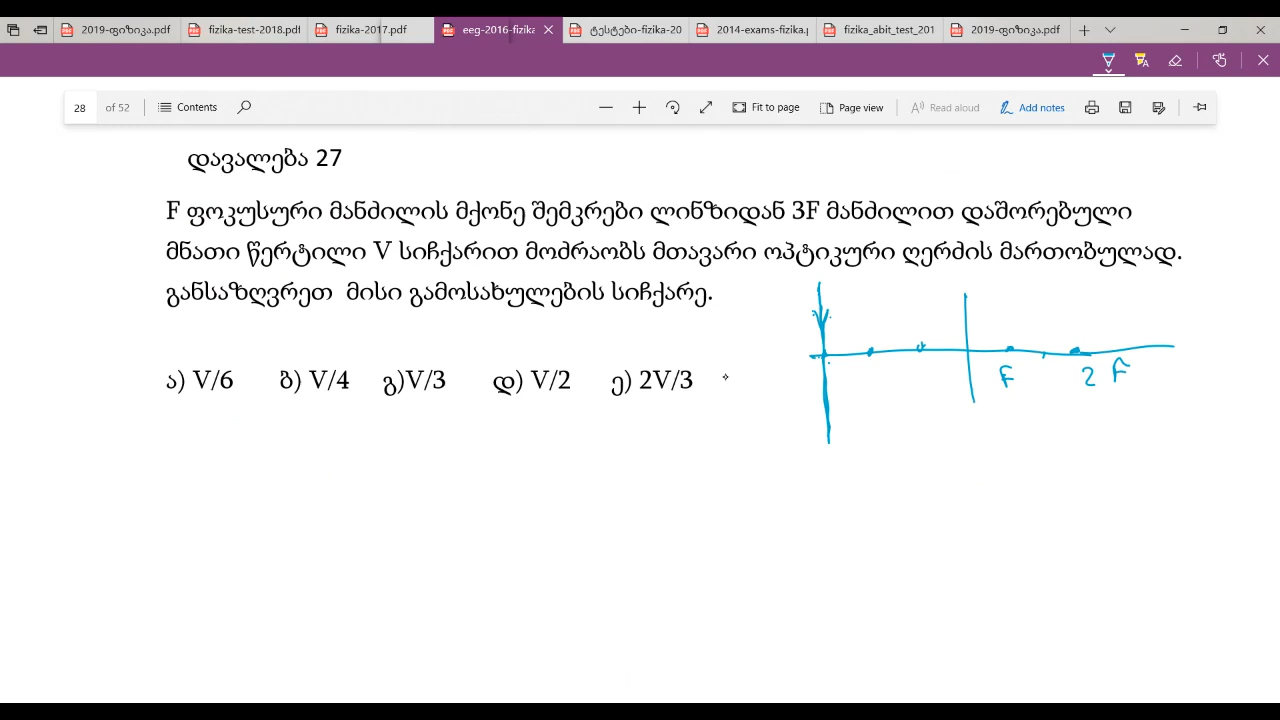 2019-ფიზიკა.pdf
fizika-test-2018.pdf
fizika-2017.pdf
eeg-2016-fizika
ტესტები-fizika-20
2014-exams-fizika.p
fizika_abit_test_201
2019-ფიზიკა.pdf
28 of 52 Contents Fit to page Page view Read aloud Add notes
დავალება 27
F ფოკუსური მანძილის მქონე შემკრები ლინზიდან 3F მანძილით დაშორებული
მნათი წერტილი V სიჩქარით მოძრაობს მთავარი ოპტიკური ღერძის მართობულად.
განსაზღვრეთ მისი გამოსახულების სიჩქარე.
ა) V/6 ბ) V/4 გ)V/3 დ) V/2 ე) 2V/3
F 2 F